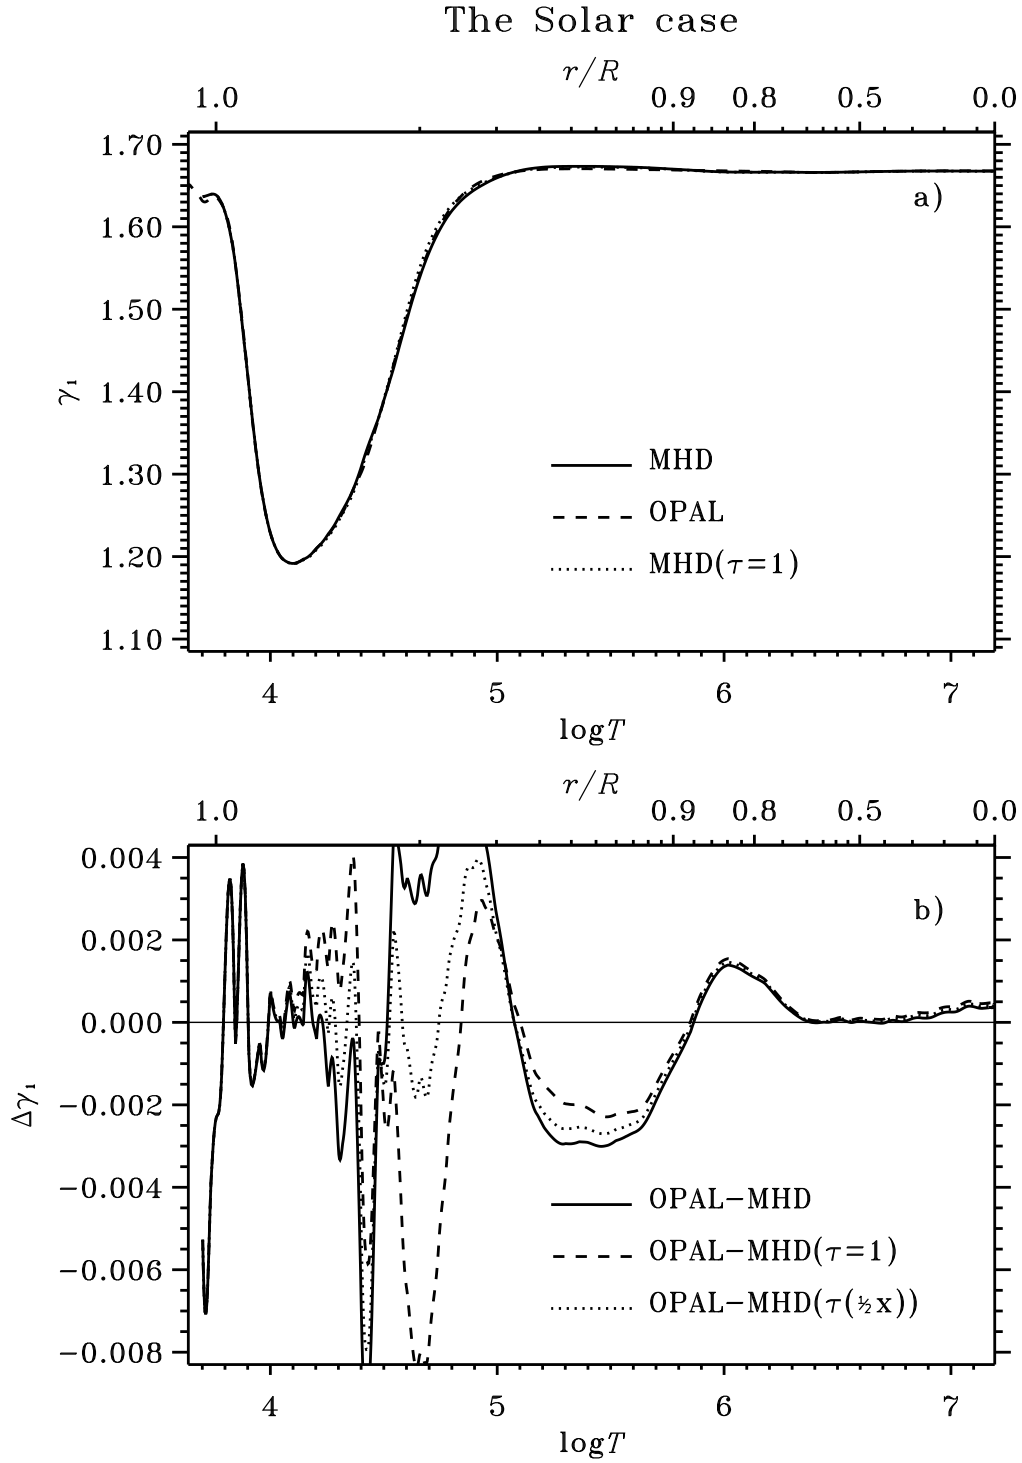 The Solar case
r/R
1.0 0.9 0.8 0.5 0.0
1.70
a)
1.60
1.50
γ₁
1.40
1.30
1.20
1.10
MHD
OPAL
MHD(τ=1)
4 5 6 7
logT
r/R
1.0 0.9 0.8 0.5 0.0
0.004
b)
0.002
0.000
Δγ₁
−0.002
−0.004
−0.006
−0.008
OPAL−MHD
OPAL−MHD(τ=1)
OPAL−MHD(τ(½x))
4 5 6 7
logT